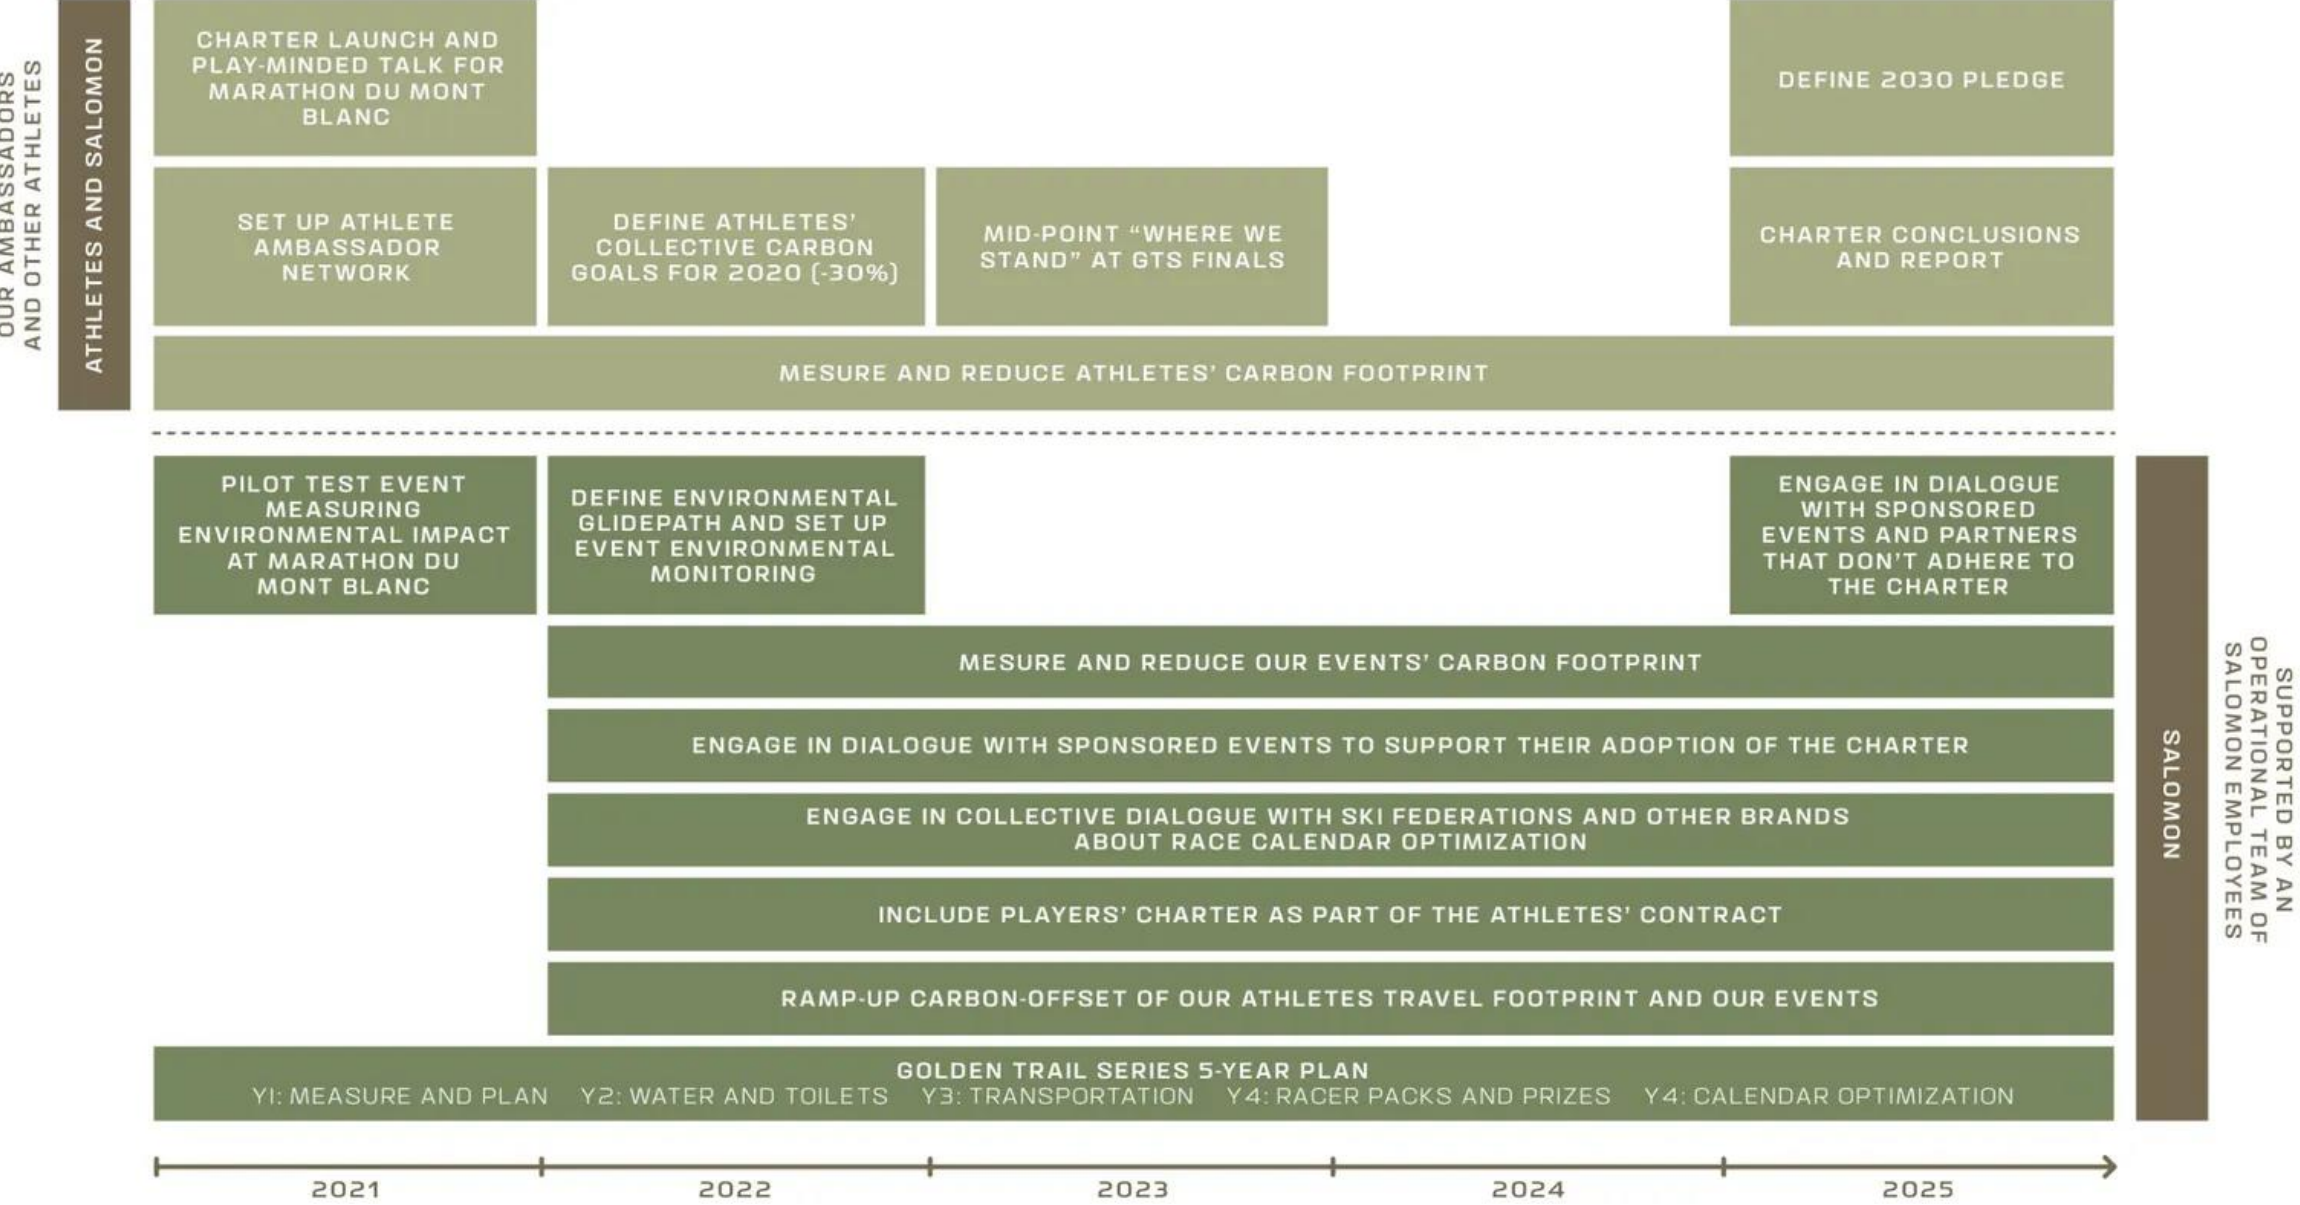 OUR AMBASSADORS
AND OTHER ATHLETES
ATHLETES AND SALOMON
CHARTER LAUNCH AND
PLAY-MINDED TALK FOR
MARATHON DU MONT
BLANC
DEFINE 2030 PLEDGE
SET UP ATHLETE
AMBASSADOR
NETWORK
DEFINE ATHLETES’
COLLECTIVE CARBON
GOALS FOR 2020 (-30%)
MID-POINT “WHERE WE
STAND” AT GTS FINALS
CHARTER CONCLUSIONS
AND REPORT
MESURE AND REDUCE ATHLETES’ CARBON FOOTPRINT
PILOT TEST EVENT
MEASURING
ENVIRONMENTAL IMPACT
AT MARATHON DU
MONT BLANC
DEFINE ENVIRONMENTAL
GLIDEPATH AND SET UP
EVENT ENVIRONMENTAL
MONITORING
ENGAGE IN DIALOGUE
WITH SPONSORED
EVENTS AND PARTNERS
THAT DON’T ADHERE TO
THE CHARTER
MESURE AND REDUCE OUR EVENTS’ CARBON FOOTPRINT
ENGAGE IN DIALOGUE WITH SPONSORED EVENTS TO SUPPORT THEIR ADOPTION OF THE CHARTER
ENGAGE IN COLLECTIVE DIALOGUE WITH SKI FEDERATIONS AND OTHER BRANDS
ABOUT RACE CALENDAR OPTIMIZATION
INCLUDE PLAYERS’ CHARTER AS PART OF THE ATHLETES’ CONTRACT
RAMP-UP CARBON-OFFSET OF OUR ATHLETES TRAVEL FOOTPRINT AND OUR EVENTS
GOLDEN TRAIL SERIES 5-YEAR PLAN
Y1: MEASURE AND PLAN Y2: WATER AND TOILETS Y3: TRANSPORTATION Y4: RACER PACKS AND PRIZES Y4: CALENDAR OPTIMIZATION
SALOMON
SUPPORTED BY AN
OPERATIONAL TEAM OF
SALOMON EMPLOYEES
2021 2022 2023 2024 2025